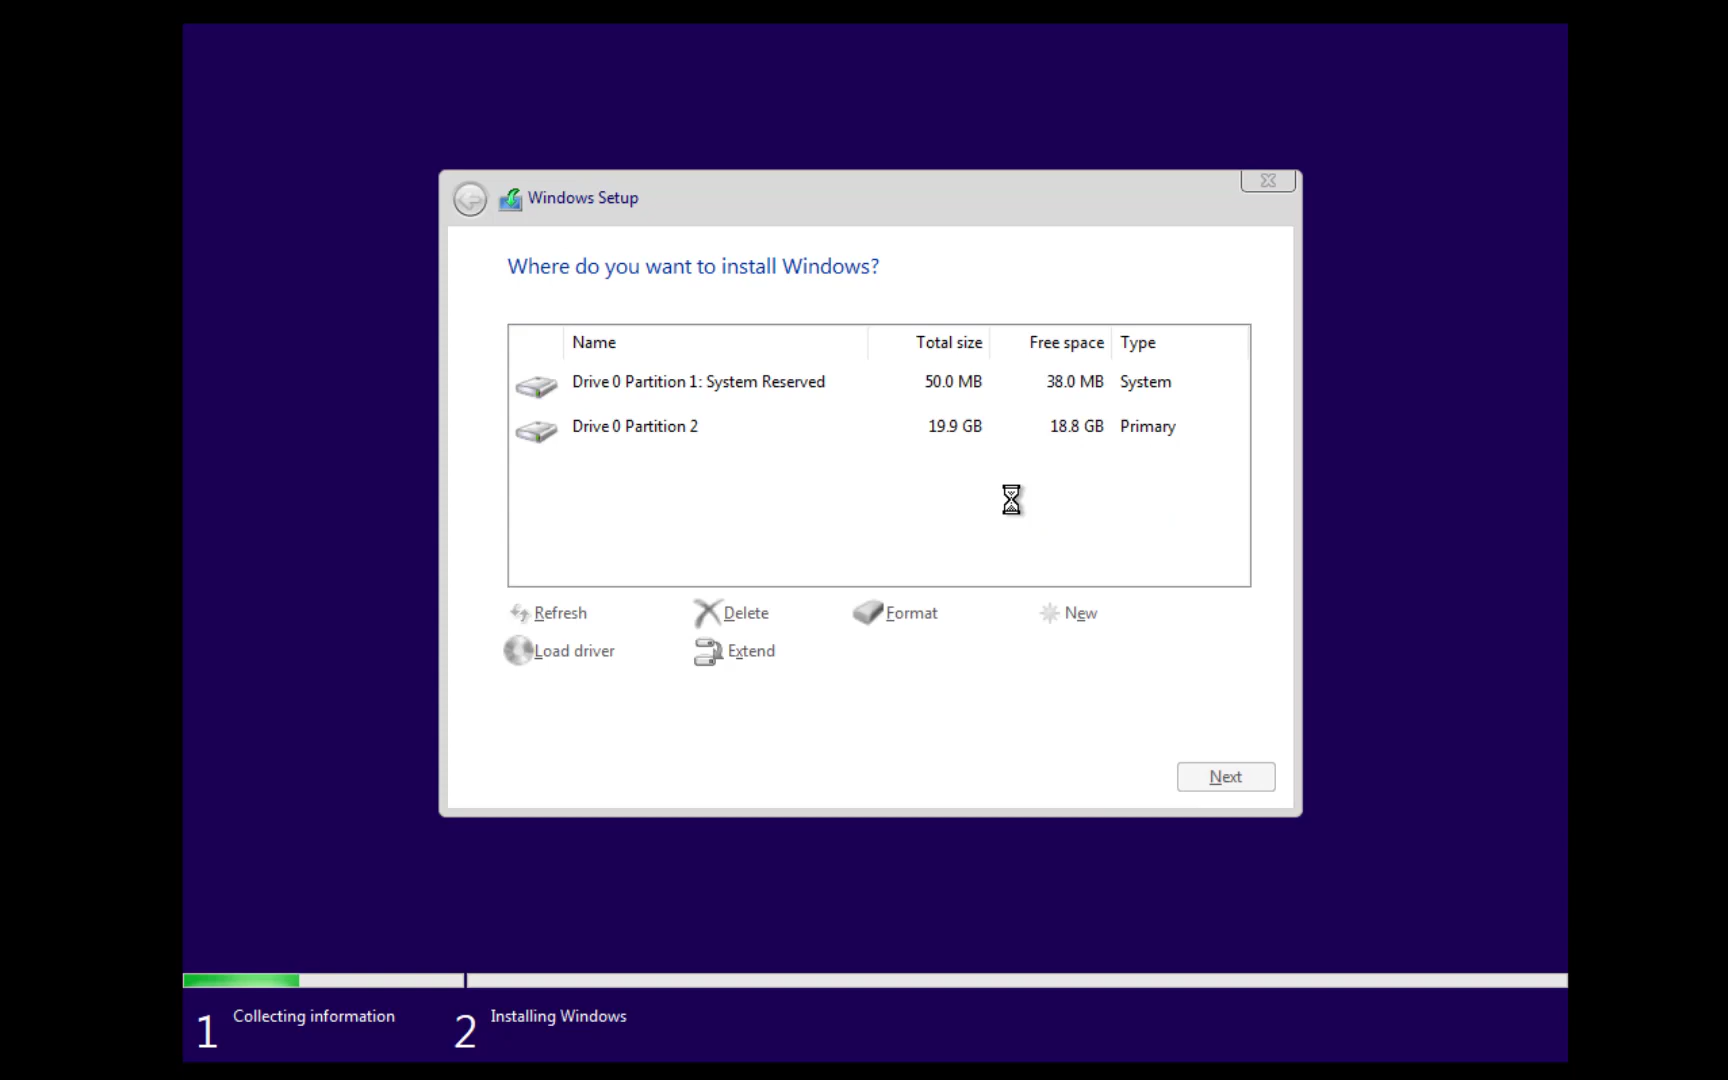 Windows Setup
Where do you want to install Windows?
Name Total size Free space Type
Drive 0 Partition 1: System Reserved 50.0 MB 38.0 MB System
Drive 0 Partition 2 19.9 GB 18.8 GB Primary
Refresh Delete Format New
Load driver Extend
Next
1 Collecting information 2 Installing Windows